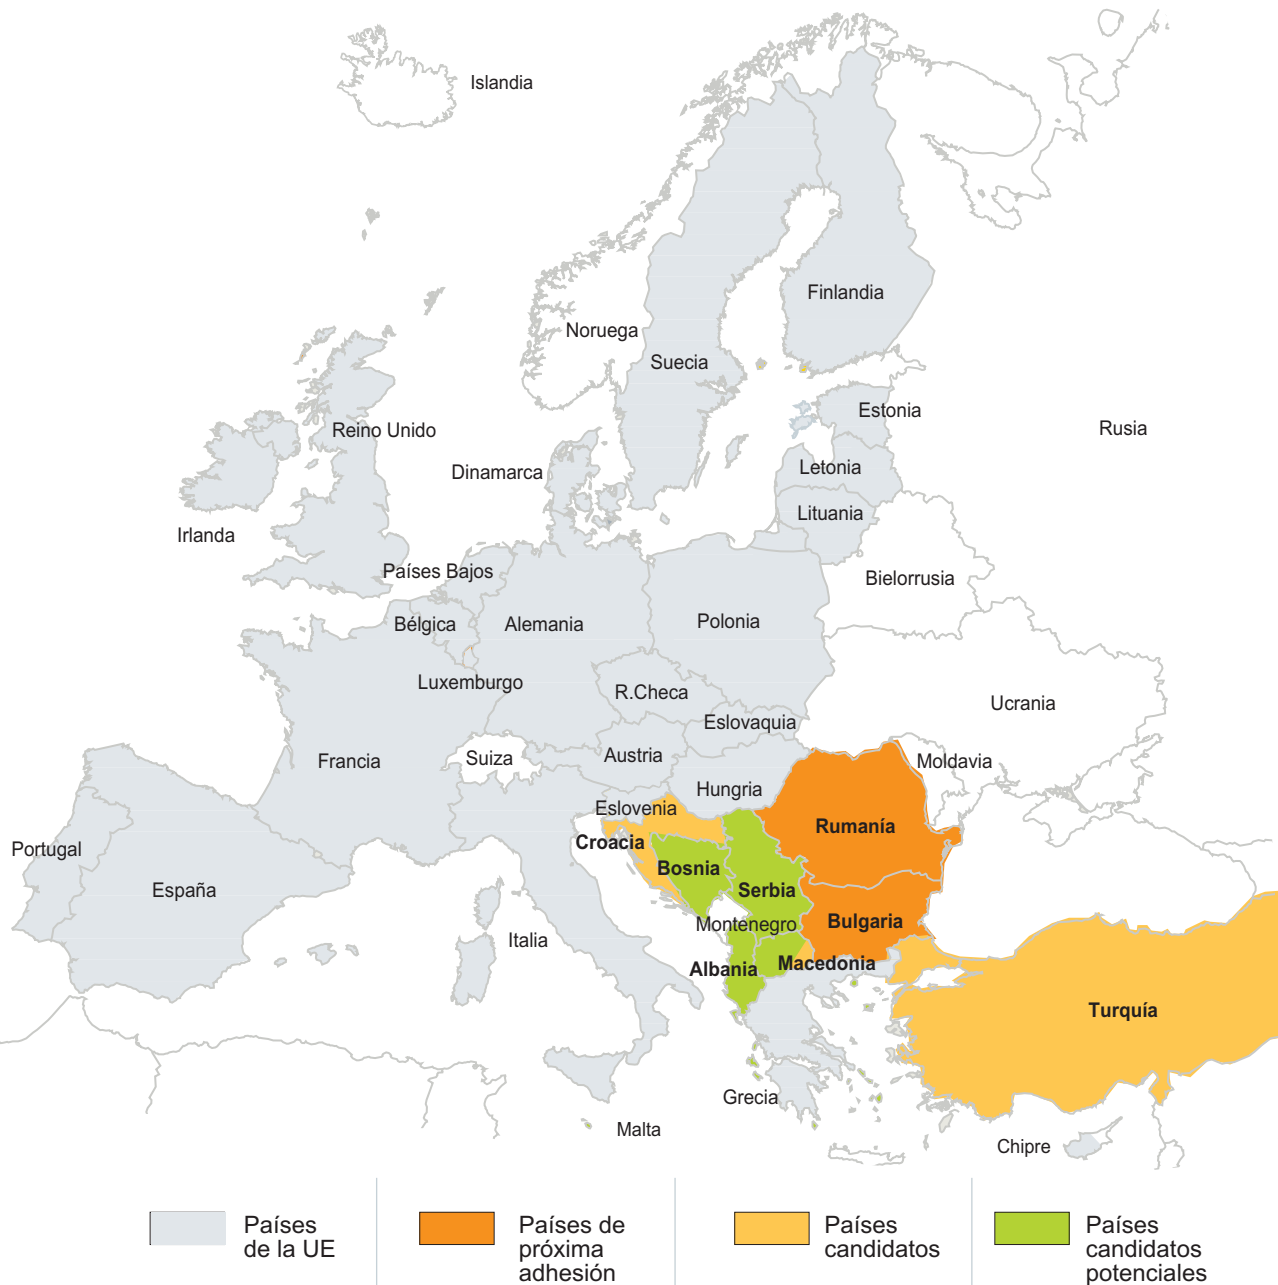 Islandia
Finlandia
Noruega
Suecia
Estonia
Rusia
Reino Unido
Dinamarca
Letonia
Lituania
Irlanda
Países Bajos
Bielorrusia
Bélgica
Alemania
Polonia
Luxemburgo
R.Checa
Ucrania
Eslovaquia
Francia
Suiza
Austria
Moldavia
Hungria
Eslovenia
Rumanía
Portugal
Croacia
Bosnia
España
Serbia
Montenegro
Bulgaria
Italia
Albania
Macedonia
Turquía
Grecia
Malta
Chipre
Países
de la UE
Países de
próxima
adhesión
Países
candidatos
Países
candidatos
potenciales